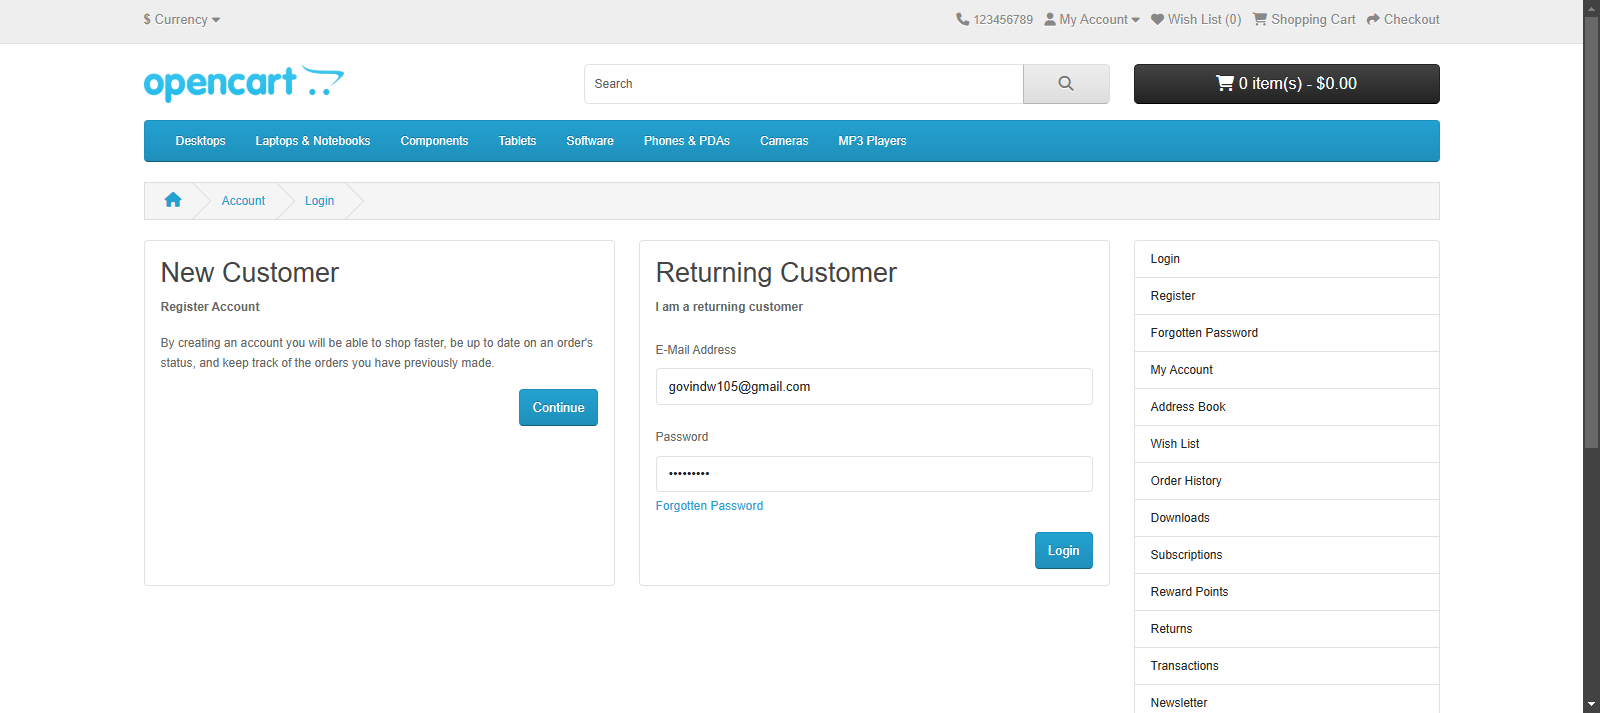 $ Currency
123456789 My Account Wish List (0) Shopping Cart Checkout
opencart
Search
0 item(s) - $0.00
Desktops Laptops & Notebooks Components Tablets Software Phones & PDAs Cameras MP3 Players
Account Login
New Customer
Register Account
By creating an account you will be able to shop faster, be up to date on an order's
status, and keep track of the orders you have previously made.
Continue
Returning Customer
I am a returning customer
E-Mail Address
govindw105@gmail.com
Password
•••••••••
Forgotten Password
Login
Login
Register
Forgotten Password
My Account
Address Book
Wish List
Order History
Downloads
Subscriptions
Reward Points
Returns
Transactions
Newsletter